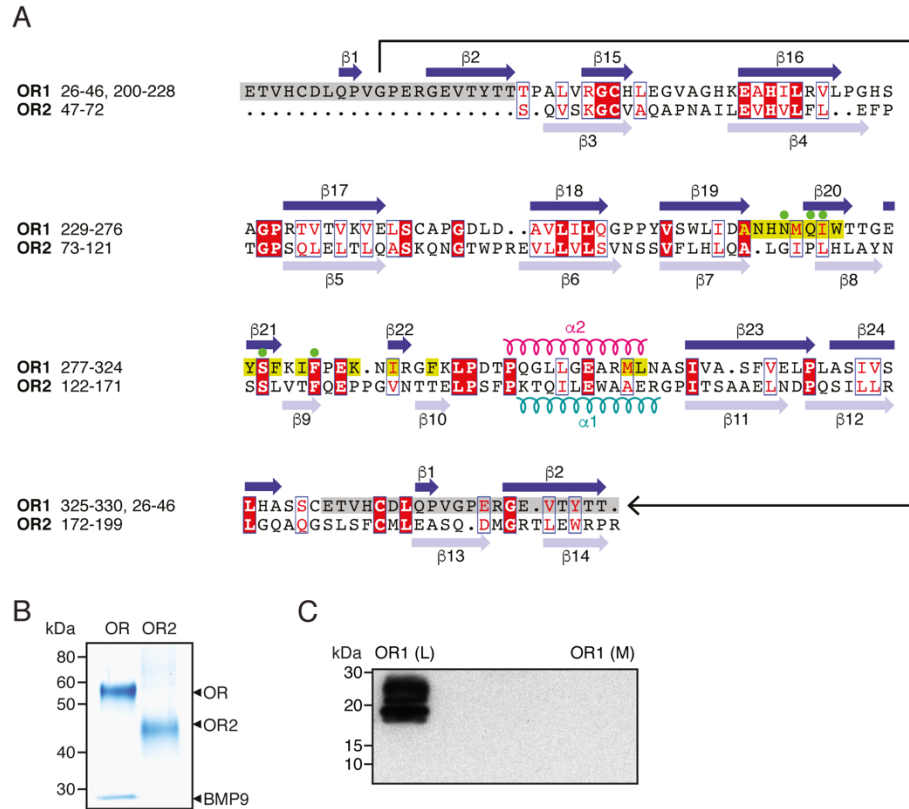 A
β1 β2 β15 β16
OR1 26-46, 200-228 ETVHCDLQPVGPERGEVTYTTTPALVRGCHLEGVAGHKEAHILRVLPGHS
OR2 47-72 .....................S.QVSKGCVAQAPNAILEVHVLFL..EFP
β3 β4
β17 β18 β19 β20
OR1 229-276 AGPRTVTVKVELSCAPGDLD.AVLILQGPPYVSWLIDANHNMQIWTTGE
OR2 73-121 TGPSQLELTLQASKQNGTWPREVLLVLSVNSSVFLHLQA.LGIPLHLAYN
β5 β6 β7 β8
β21 β22 α2 β23 β24
OR1 277-324 YSFKIFPEK.NIRGFKLPDTPQGLLGEARMLNASIVA.SFVELPLASIVS
OR2 122-171 SSLVTFQEPPGVNTTELPSFPKTQILEWAAERGPITSAAELNDPQSILLR
β9 β10 α1 β11 β12
β1 β2
OR1 325-330, 26-46 LHASSCETVHCDLQPVGPERGE.VTYTT.
OR2 172-199 LGQAQGSLSFCMLEASQ.DMGRTLEWRPR
β13 β14
B
kDa OR OR2
80
60
50
40
30
OR
OR2
BMP9
C
kDa OR1 (L) OR1 (M)
30
20
15
10